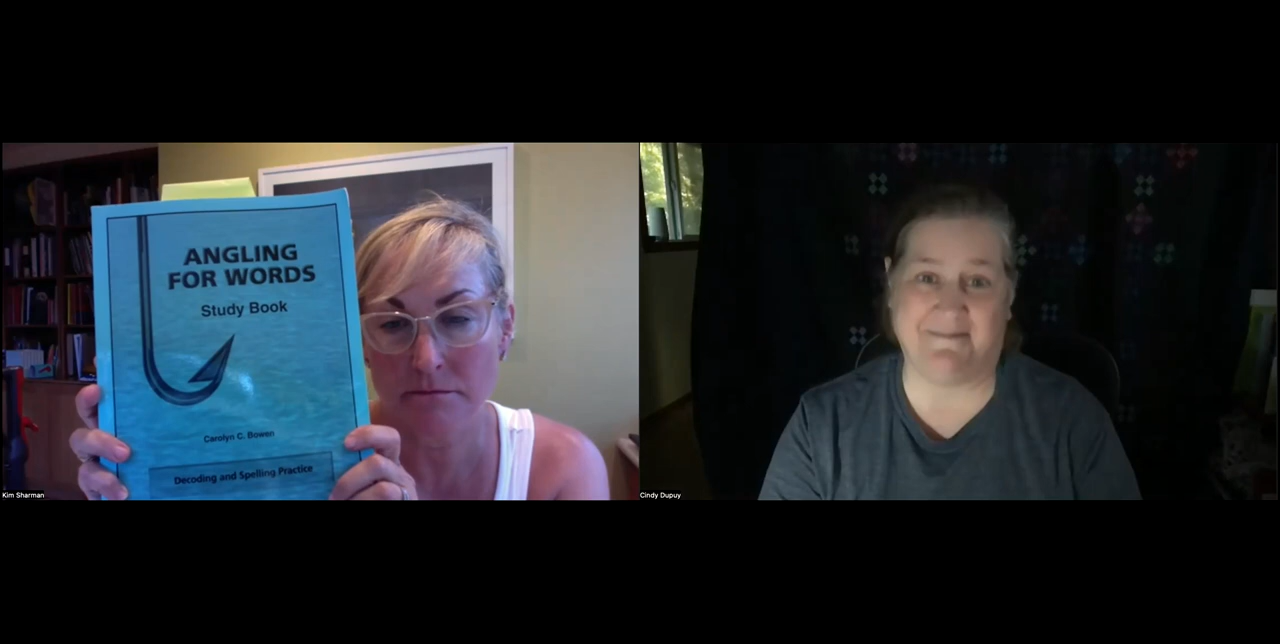 ANGLING
FOR WORDS
Study Book
Carolyn C. Bowen
Decoding and Spelling Practice
Kim Sharman
Cindy Dupuy